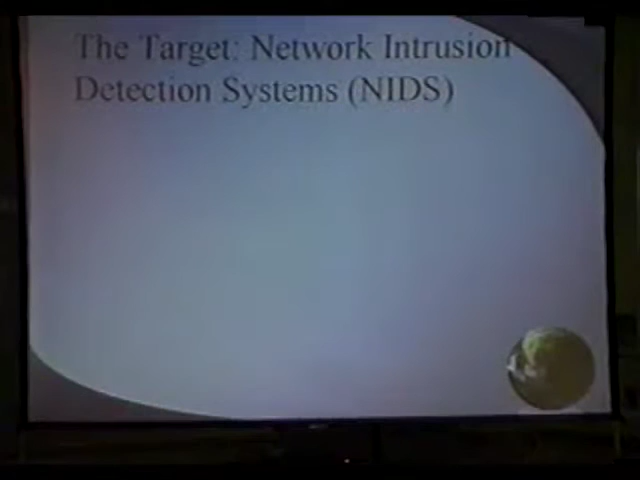 The Target: Network Intrusion
Detection Systems (NIDS)